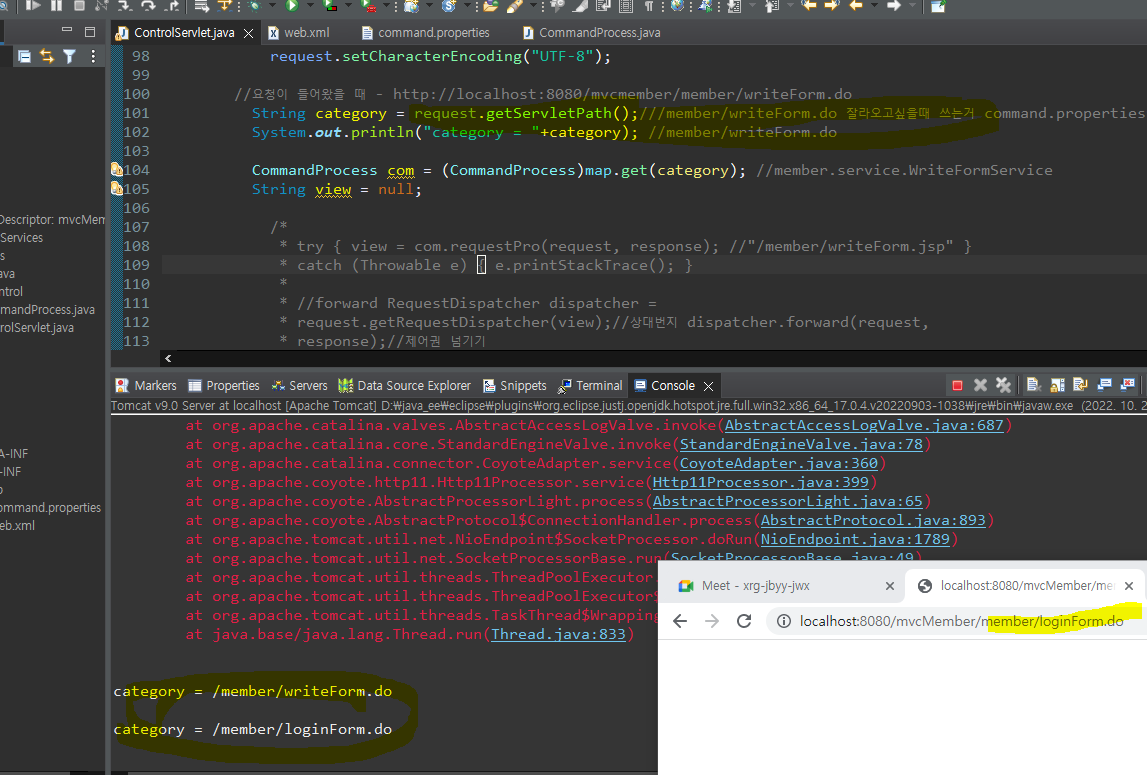 ControlServlet.java
web.xml
command.properties
CommandProcess.java
98 request.setCharacterEncoding("UTF-8");
99
100 //요청이 들어왔을 때 - http://localhost:8080/mvcmember/member/writeForm.do
101 String category = request.getServletPath();///member/writeForm.do 잘라오고싶을때 쓰는거 command.properties
102 System.out.println("category = "+category); //member/writeForm.do
103
104 CommandProcess com = (CommandProcess)map.get(category); //member.service.WriteFormService
105 String view = null;
106
107 /*
108 * try { view = com.requestPro(request, response); //"/member/writeForm.jsp" }
109 * catch (Throwable e) { e.printStackTrace(); }
110 *
111 * //forward RequestDispatcher dispatcher =
112 * request.getRequestDispatcher(view);//상대번지 dispatcher.forward(request,
113 * response);//제어권 넘기기
Descriptor: mvcMem
Services
s
ava
ntrol
mmandProcess.java
rolServlet.java
A-INF
-INF
o
ommand.properties
eb.xml
Markers Properties Servers Data Source Explorer Snippets Terminal Console
Tomcat v9.0 Server at localhost [Apache Tomcat] D:\java_ee\eclipse\plugins\org.eclipse.justj.openjdk.hotspot.jre.full.win32.x86_64_17.0.4.v20220903-1038\jre\bin\javaw.exe (2022. 10. 2
at org.apache.catalina.valves.AbstractAccessLogValve.invoke(AbstractAccessLogValve.java:687)
at org.apache.catalina.core.StandardEngineValve.invoke(StandardEngineValve.java:78)
at org.apache.catalina.connector.CoyoteAdapter.service(CoyoteAdapter.java:360)
at org.apache.coyote.http11.Http11Processor.service(Http11Processor.java:399)
at org.apache.coyote.AbstractProcessorLight.process(AbstractProcessorLight.java:65)
at org.apache.coyote.AbstractProtocol$ConnectionHandler.process(AbstractProtocol.java:893)
at org.apache.tomcat.util.net.NioEndpoint$SocketProcessor.doRun(NioEndpoint.java:1789)
at org.apache.tomcat.util.net.SocketProcessorBase.run(SocketProcessorBase.java:49)
at org.apache.tomcat.util.threads.ThreadPoolExecutor.
at org.apache.tomcat.util.threads.ThreadPoolExecutor$
at org.apache.tomcat.util.threads.TaskThread$Wrapping
at java.base/java.lang.Thread.run(Thread.java:833)
category = /member/writeForm.do
category = /member/loginForm.do
Meet - xrg-jbyy-jwx
localhost:8080/mvcMember/me
localhost:8080/mvcMember/member/loginForm.do